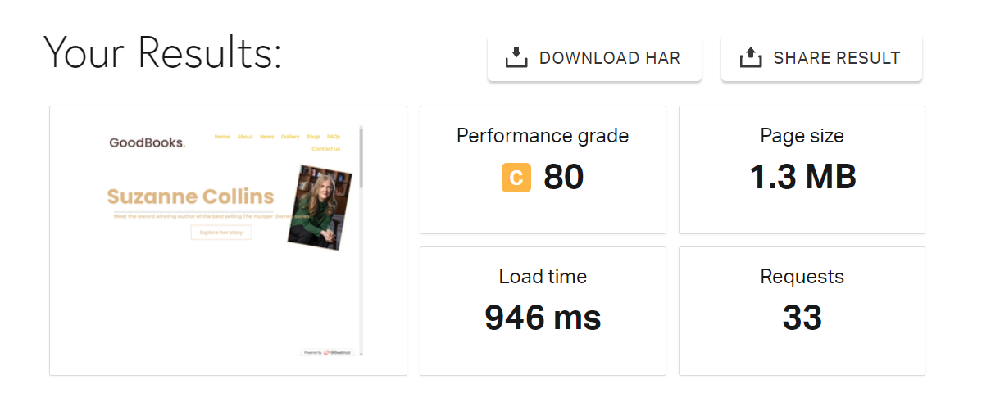 Your Results:
DOWNLOAD HAR
SHARE RESULT
GoodBooks.
Home About News Gallery Shop FAQs
Contact us
Suzanne Collins
Meet the award winning author of the best selling The Hunger Games series!
Explore her story
Powered by 000webhost
Performance grade
C 80
Page size
1.3 MB
Load time
946 ms
Requests
33